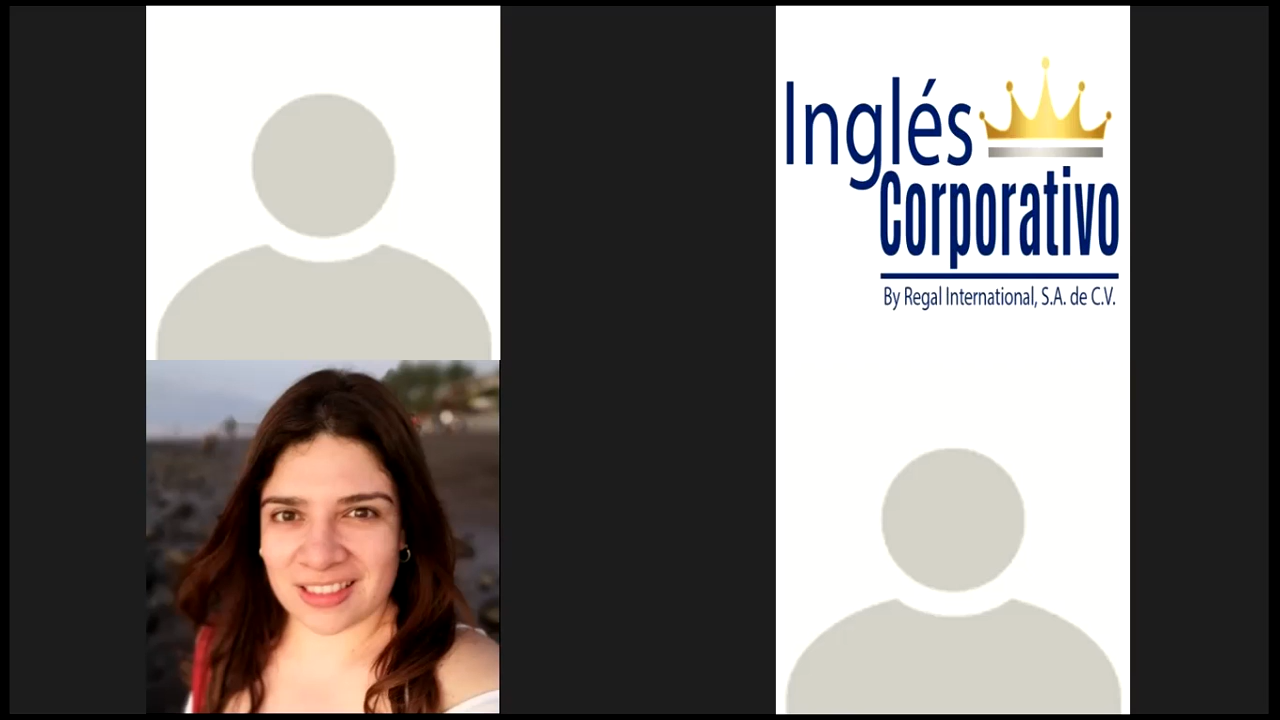 Inglés
Corporativo
By Regal International, S.A. de C.V.